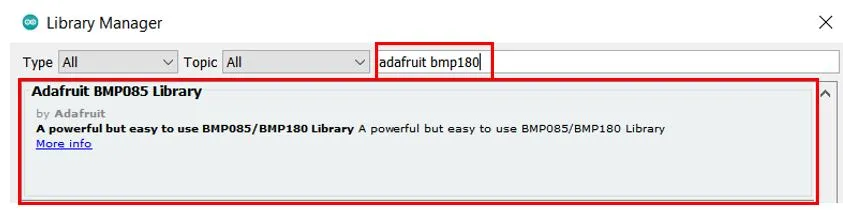 Library Manager
Type All Topic All adafruit bmp180
Adafruit BMP085 Library
by Adafruit
A powerful but easy to use BMP085/BMP180 Library A powerful but easy to use BMP085/BMP180 Library
More info